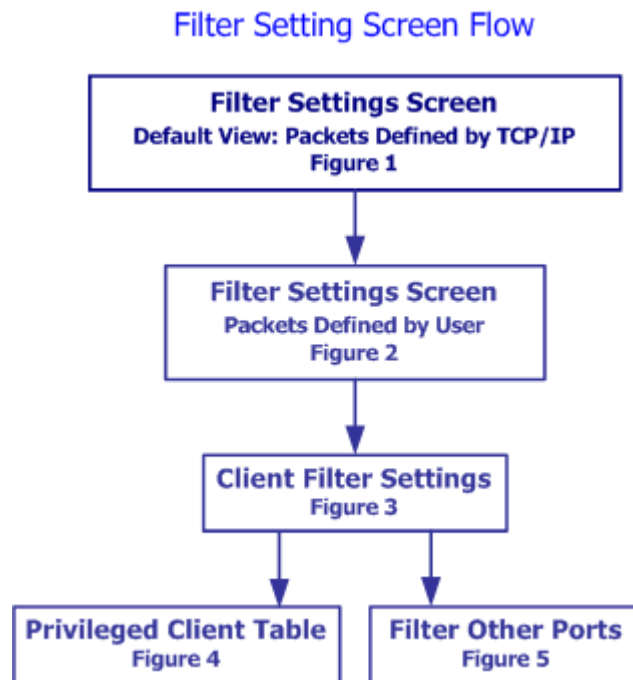 Filter Setting Screen Flow
Filter Settings Screen
Default View: Packets Defined by TCP/IP
Figure 1
Filter Settings Screen
Packets Defined by User
Figure 2
Client Filter Settings
Figure 3
Privileged Client Table
Figure 4
Filter Other Ports
Figure 5